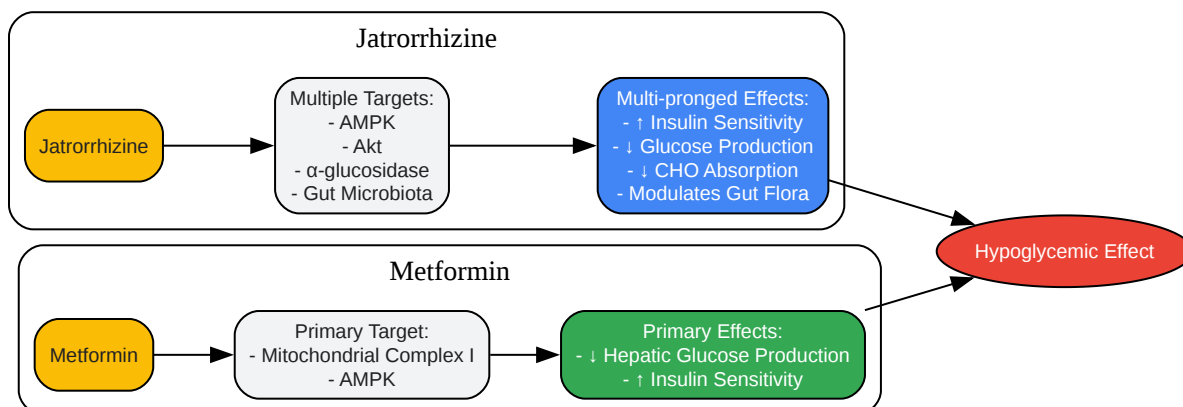 Jatrorrhizine
Jatrorrhizine
Multiple Targets:
- AMPK
- Akt
- α-glucosidase
- Gut Microbiota
Multi-pronged Effects:
- ↑ Insulin Sensitivity
- ↓ Glucose Production
- ↓ CHO Absorption
- Modulates Gut Flora
Metformin
Metformin
Primary Target:
- Mitochondrial Complex I
- AMPK
Primary Effects:
- ↓ Hepatic Glucose Production
- ↑ Insulin Sensitivity
Hypoglycemic Effect